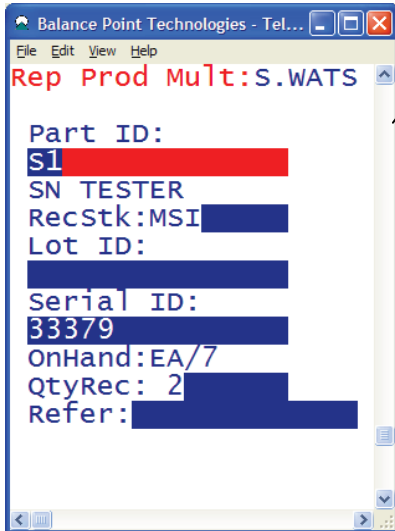 Balance Point Technologies - Tel...
File Edit View Help
Rep Prod Mult:S.WATS
Part ID:
S1
SN TESTER
RecStk:MSI
Lot ID:
Serial ID:
33379
OnHand:EA/7
QtyRec: 2
Refer: